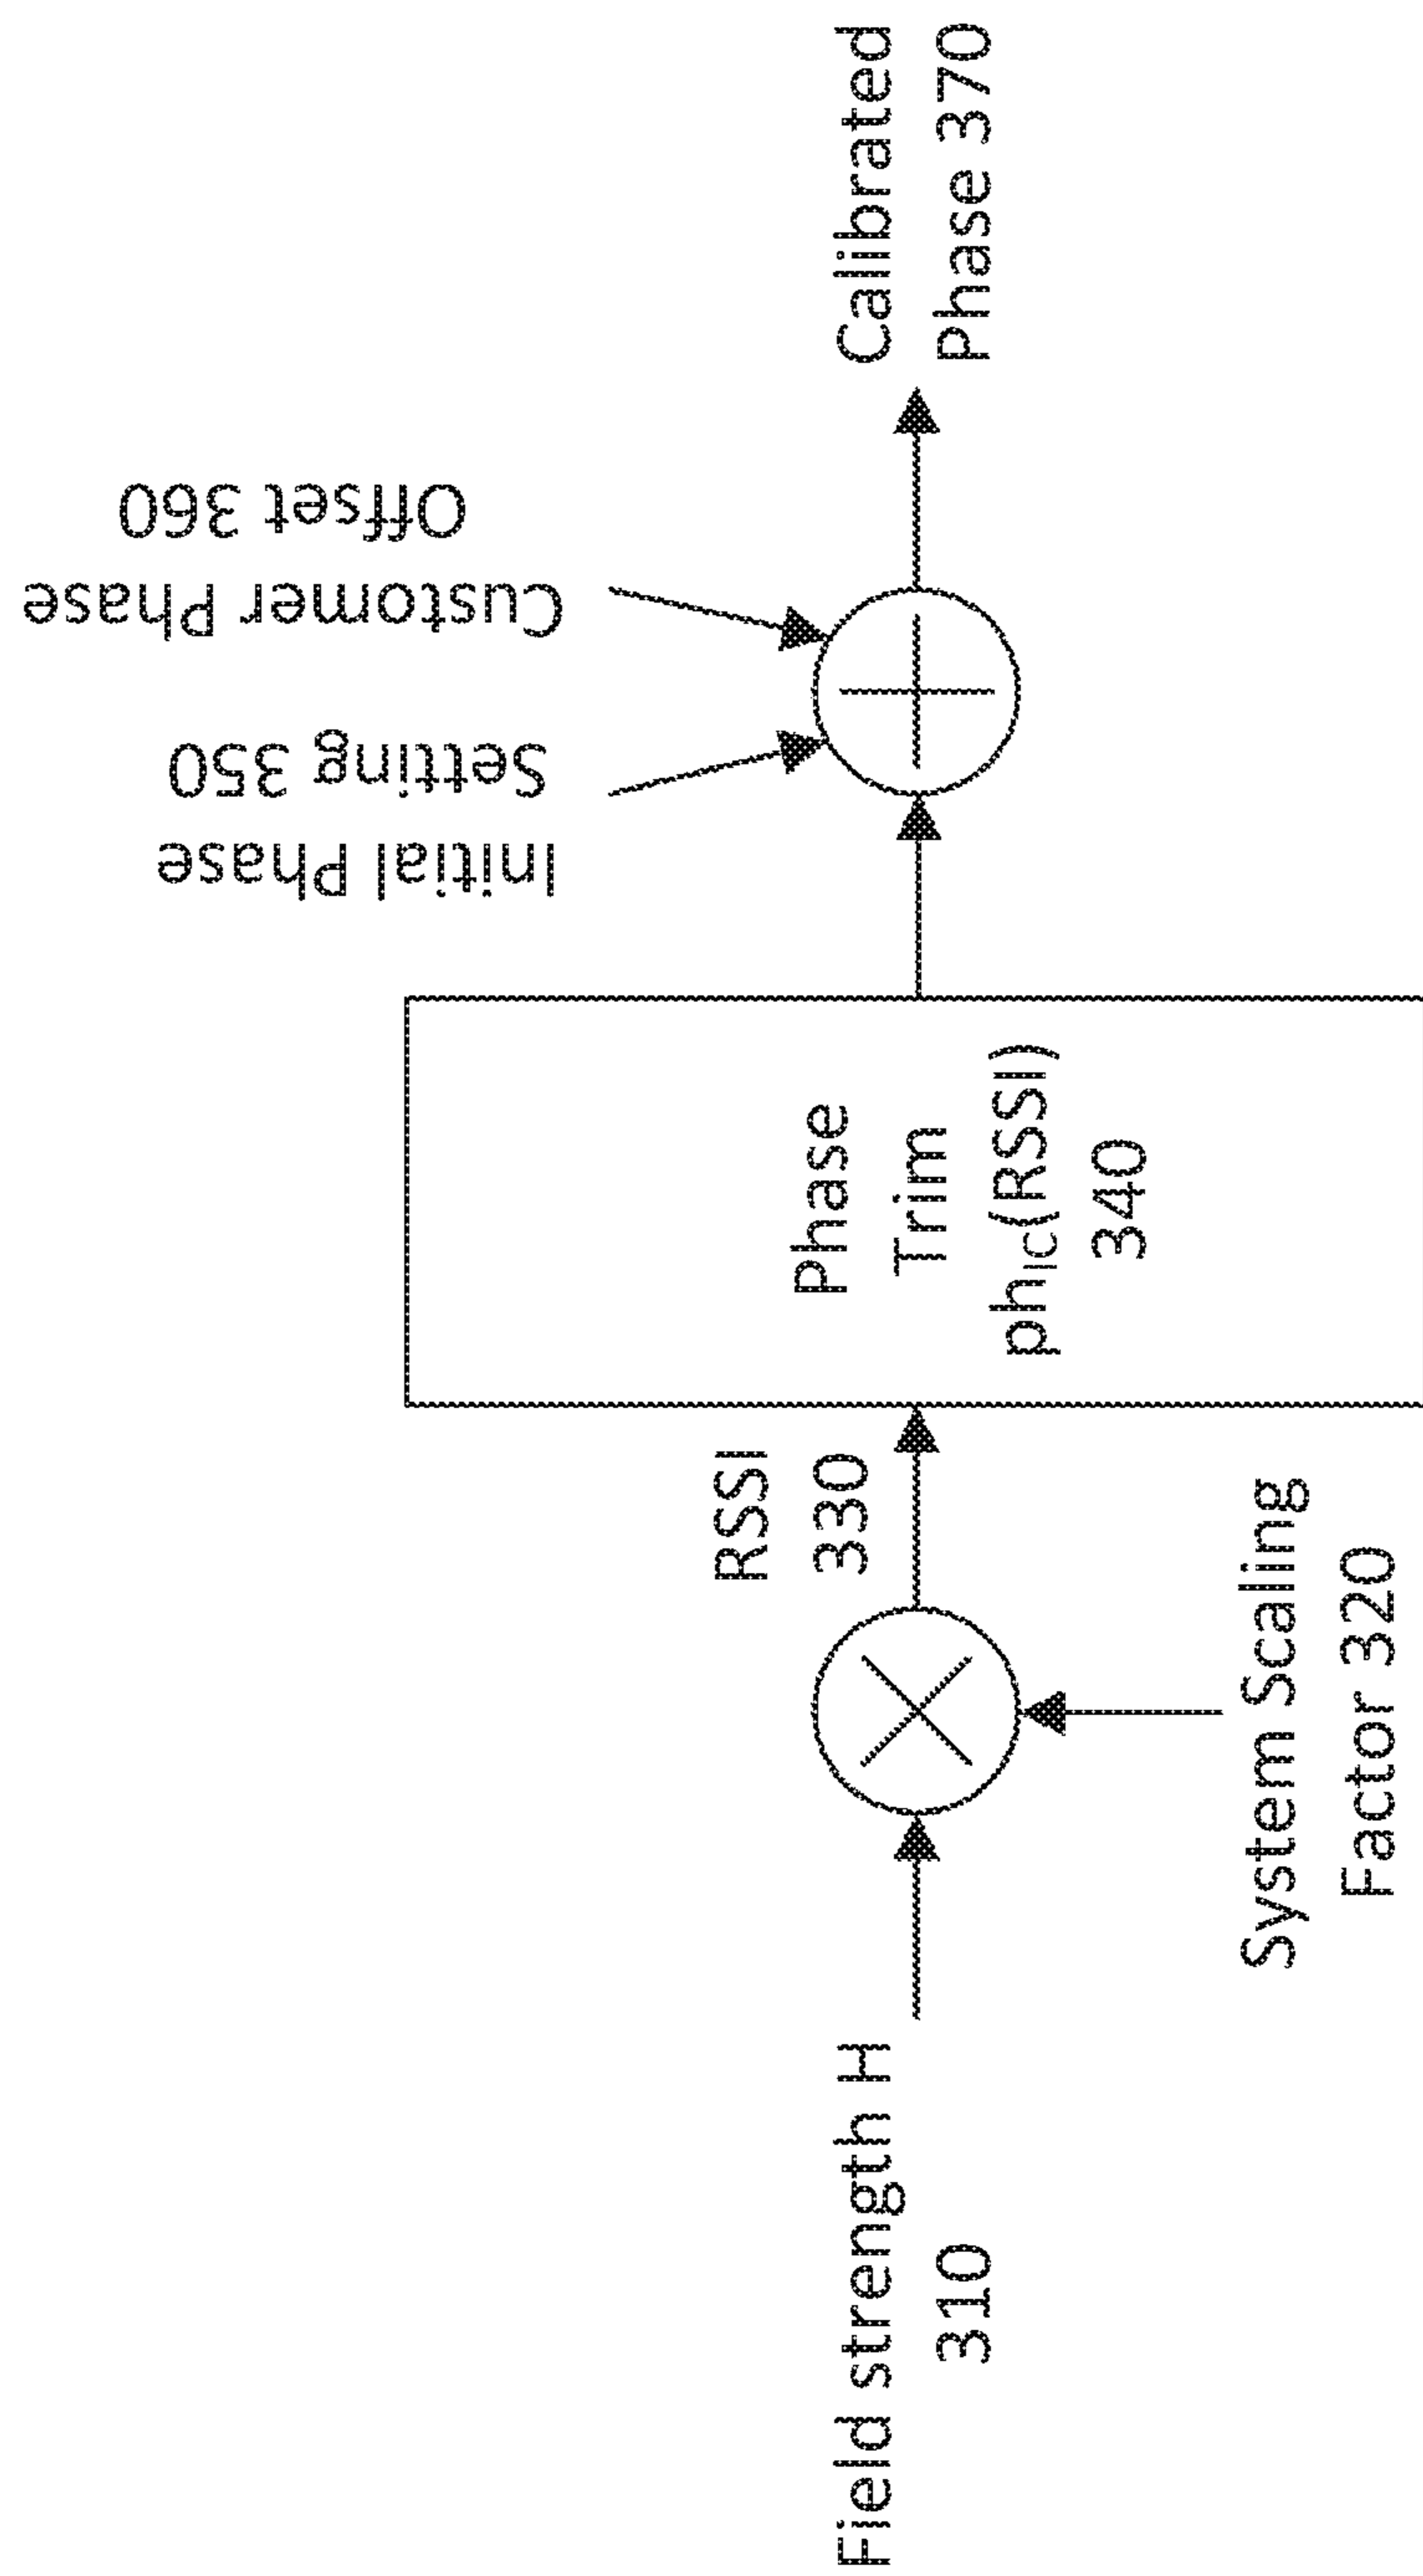 Field strength H
310
System Scaling
Factor 320
RSSI
330
Phase
Trim
phIC(RSSI)
340
Initial Phase
Setting 350
Customer Phase
Offset 360
Calibrated
Phase 370